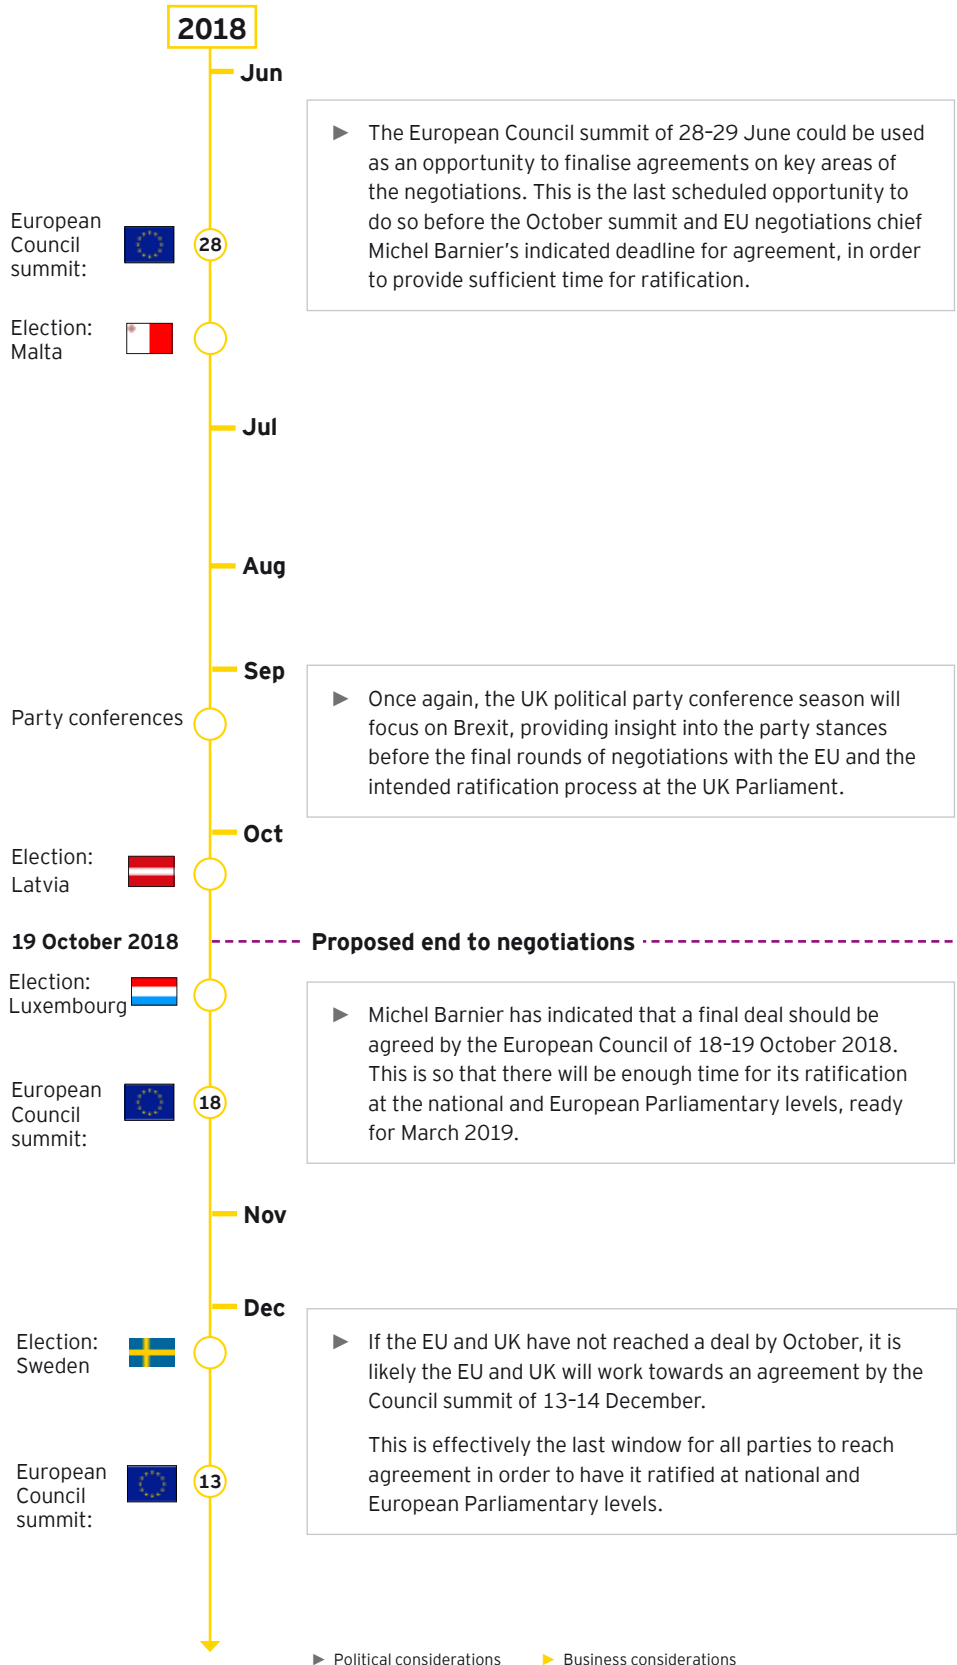 2018
Jun
► The European Council summit of 28–29 June could be used
as an opportunity to finalise agreements on key areas of
the negotiations. This is the last scheduled opportunity to
do so before the October summit and EU negotiations chief
Michel Barnier's indicated deadline for agreement, in order
to provide sufficient time for ratification.
European
Council
summit:
28
Election:
Malta
Jul
Aug
Sep
Party conferences
► Once again, the UK political party conference season will
focus on Brexit, providing insight into the party stances
before the final rounds of negotiations with the EU and the
intended ratification process at the UK Parliament.
Oct
Election:
Latvia
19 October 2018
Proposed end to negotiations
Election:
Luxembourg
► Michel Barnier has indicated that a final deal should be
agreed by the European Council of 18–19 October 2018.
This is so that there will be enough time for its ratification
at the national and European Parliamentary levels, ready
for March 2019.
European
Council
summit:
18
Nov
Dec
Election:
Sweden
► If the EU and UK have not reached a deal by October, it is
likely the EU and UK will work towards an agreement by the
Council summit of 13–14 December.
This is effectively the last window for all parties to reach
agreement in order to have it ratified at national and
European Parliamentary levels.
European
Council
summit:
13
► Political considerations ► Business considerations